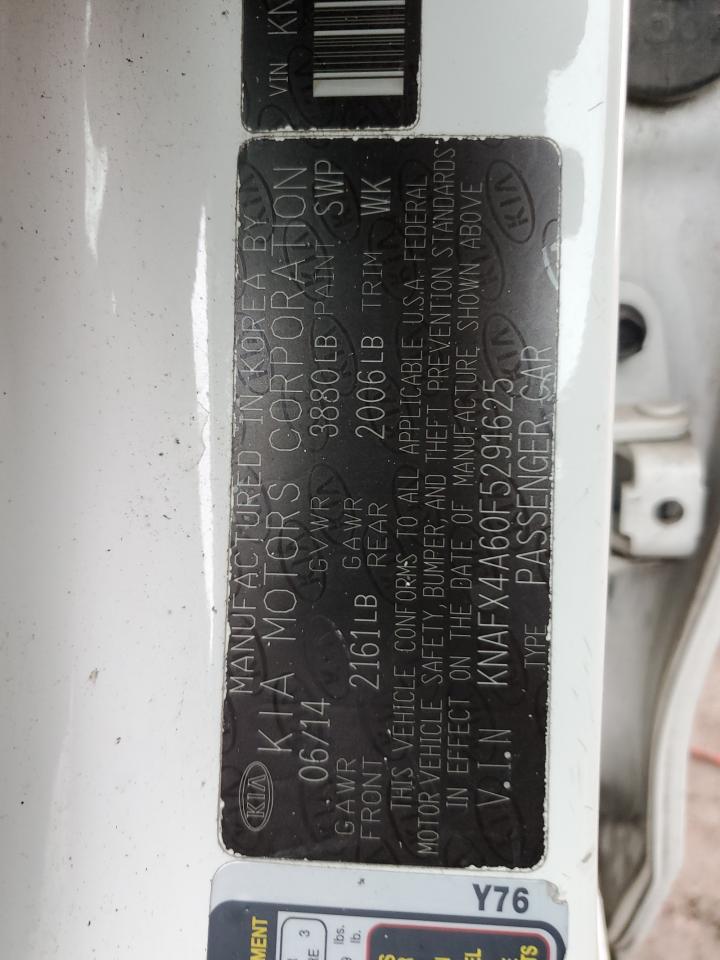 VIN KN
MANUFACTURED IN KOREA BY
KIA MOTORS CORPORATION
06/14 GVWR 3880LB PAINT SWP
GAWR FRONT 2161LB GAWR REAR 2006LB TRIM WK
THIS VEHICLE CONFORMS TO ALL APPLICABLE U.S.A. FEDERAL
MOTOR VEHICLE SAFETY, BUMPER, AND THEFT PREVENTION STANDARDS
IN EFFECT ON THE DATE OF MANUFACTURE SHOWN ABOVE
V.I.N KNAFX4A60F5291625
TYPE PASSENGER CAR
KIA
Y76